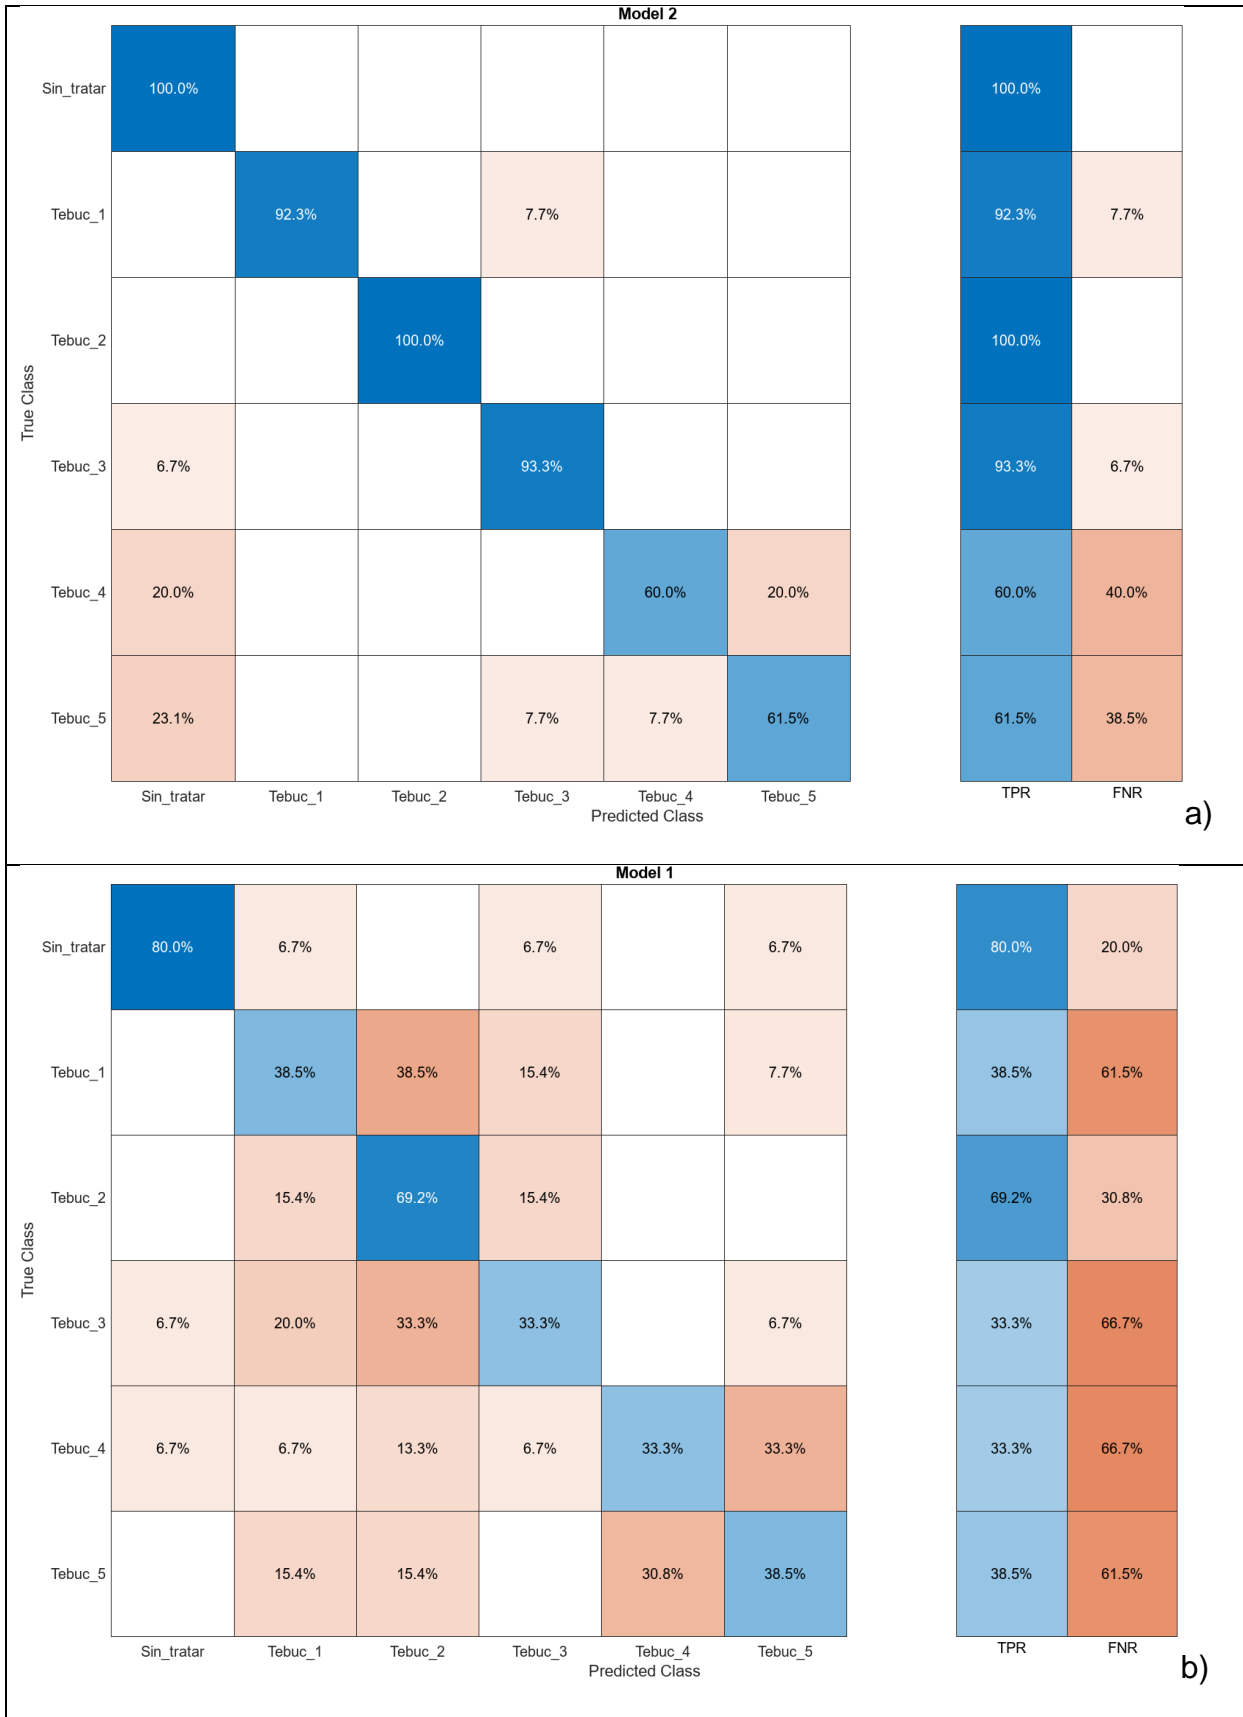 Model 2
Sin_tratar 100.0% 100.0%
Tebuc_1 92.3% 7.7% 92.3% 7.7%
Tebuc_2 100.0% 100.0%
Tebuc_3 6.7% 93.3% 93.3% 6.7%
Tebuc_4 20.0% 60.0% 20.0% 60.0% 40.0%
Tebuc_5 23.1% 7.7% 7.7% 61.5% 61.5% 38.5%
True Class
Sin_tratar Tebuc_1 Tebuc_2 Tebuc_3 Tebuc_4 Tebuc_5 TPR FNR
Predicted Class
a)
Model 1
Sin_tratar 80.0% 6.7% 6.7% 6.7% 80.0% 20.0%
Tebuc_1 38.5% 38.5% 15.4% 7.7% 38.5% 61.5%
Tebuc_2 15.4% 69.2% 15.4% 69.2% 30.8%
Tebuc_3 6.7% 20.0% 33.3% 33.3% 6.7% 33.3% 66.7%
Tebuc_4 6.7% 6.7% 13.3% 6.7% 33.3% 33.3% 33.3% 66.7%
Tebuc_5 15.4% 15.4% 30.8% 38.5% 38.5% 61.5%
True Class
Sin_tratar Tebuc_1 Tebuc_2 Tebuc_3 Tebuc_4 Tebuc_5 TPR FNR
Predicted Class
b)